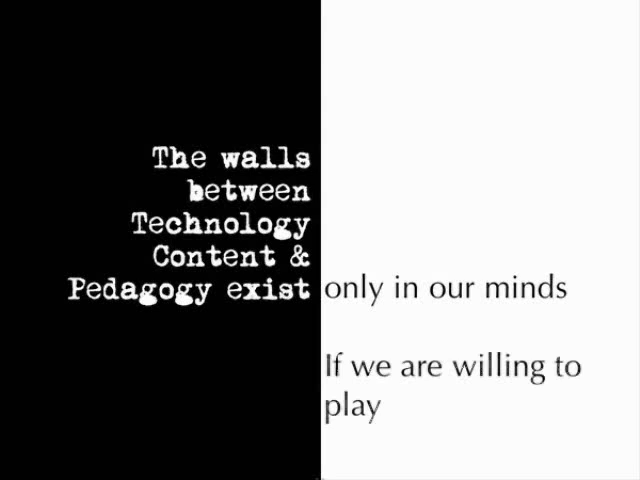 The walls
between
Technology
Content &
Pedagogy exist only in our minds
If we are willing to
play